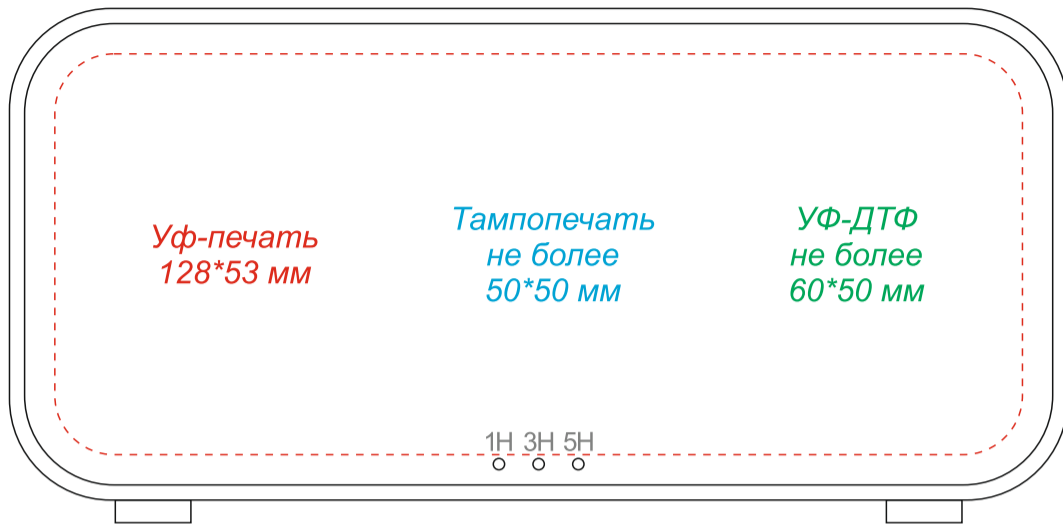 Уф-печать
128*53 мм
Тампопечать
не более
50*50 мм
УФ-ДТФ
не более
60*50 мм
1H 3H 5H